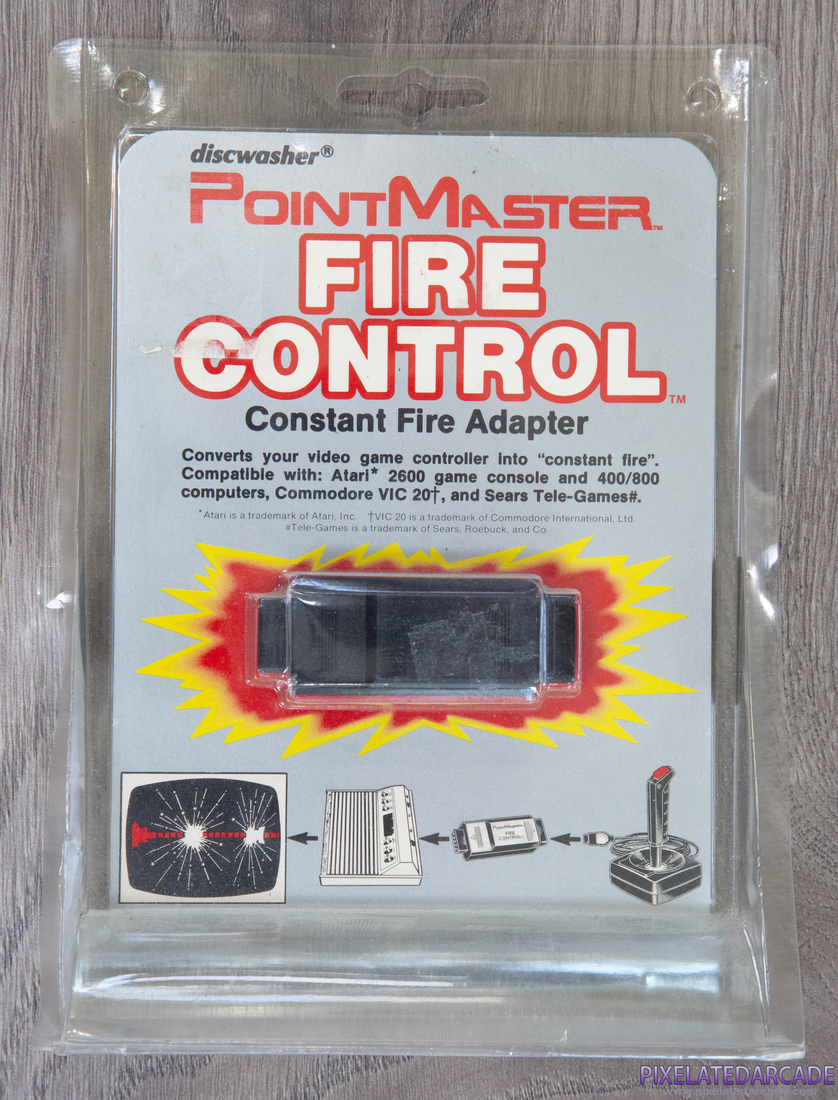 discwasher®
POINTMASTER™
FIRE
CONTROL™
Constant Fire Adapter
Converts your video game controller into “constant fire”.
Compatible with: Atari* 2600 game console and 400/800
computers, Commodore VIC 20†, and Sears Tele-Games#.
*Atari is a trademark of Atari, Inc. †VIC 20 is a trademark of Commodore International, Ltd.
#Tele-Games is a trademark of Sears, Roebuck, and Co.
POINTMASTER
FIRE
CONTROL
PIXELATEDARCADE
www.pixelatedarcade.com